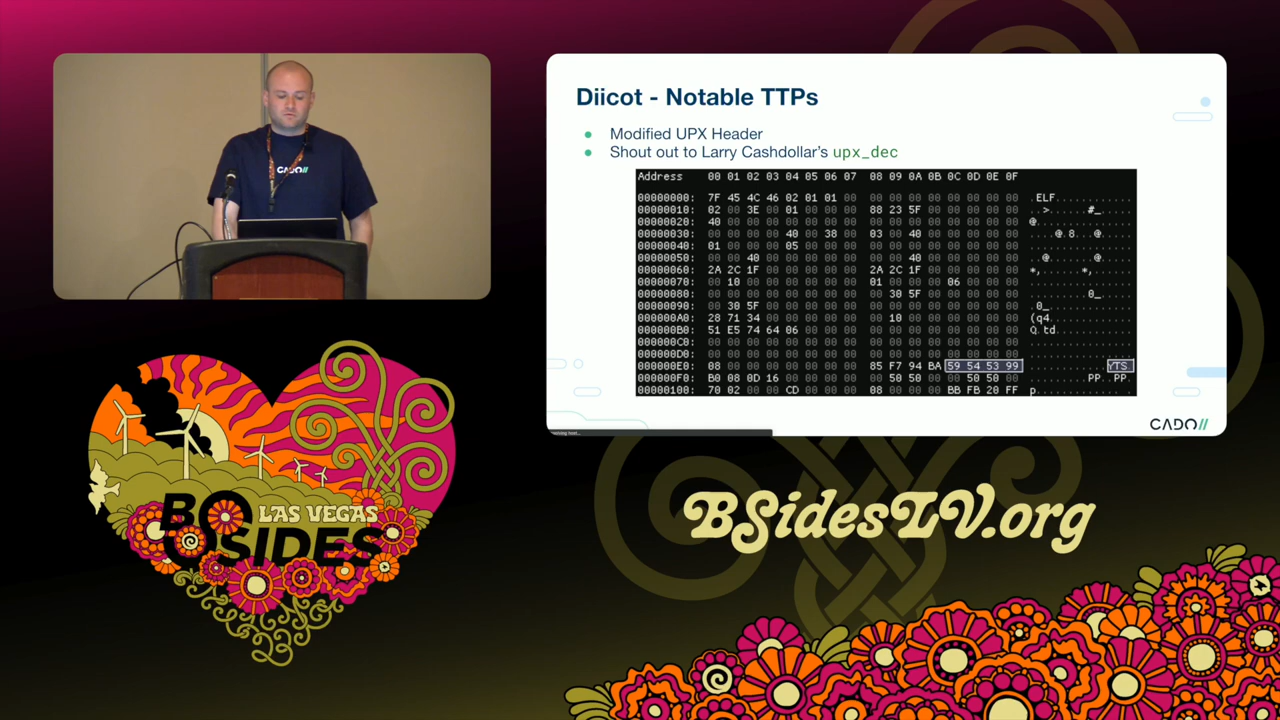 CADO//
Diicot - Notable TTPs
Modified UPX Header
Shout out to Larry Cashdollar's upx_dec
Address 00 01 02 03 04 05 06 07 08 09 0A 0B 0C 0D 0E 0F
00000000: 7F 45 4C 46 02 01 01 00 00 00 00 00 00 00 00 00 .ELF............
00000010: 02 00 3E 00 01 00 00 00 88 23 5F 00 00 00 00 00 ..>......#_.....
00000020: 40 00 00 00 00 00 00 00 00 00 00 00 00 00 00 00 @...............
00000030: 00 00 00 00 40 00 38 00 03 00 40 00 00 00 00 00 ....@.8...@.....
00000040: 01 00 00 00 05 00 00 00 00 00 00 00 00 00 00 00 ................
00000050: 00 00 40 00 00 00 00 00 00 00 40 00 00 00 00 00 ..@.......@.....
00000060: 2A 2C 1F 00 00 00 00 00 2A 2C 1F 00 00 00 00 00 *,......*,......
00000070: 00 10 00 00 00 00 00 00 01 00 00 00 06 00 00 00 ................
00000080: 00 00 00 00 00 00 00 00 00 30 5F 00 00 00 00 00 .........0_.....
00000090: 00 30 5F 00 00 00 00 00 00 00 00 00 00 00 00 00 .0_.............
000000A0: 28 71 34 00 00 00 00 00 00 10 00 00 00 00 00 00 (q4.............
000000B0: 51 E5 74 64 06 00 00 00 00 00 00 00 00 00 00 00 Q.td............
000000C0: 00 00 00 00 00 00 00 00 00 00 00 00 00 00 00 00 ................
000000D0: 00 00 00 00 00 00 00 00 00 00 00 00 00 00 00 00 ................
000000E0: 08 00 00 00 00 00 00 00 85 F7 94 BA 59 54 53 99 ............YTS.
000000F0: B0 08 0D 16 00 00 00 00 00 50 50 00 00 50 50 00 .........PP..PP.
00000100: 70 02 00 00 CD 00 00 00 08 00 00 00 BB FB 20 FF p.............. .
CADO//
BO
LAS VEGAS
OSIDES
BSidesLV.org